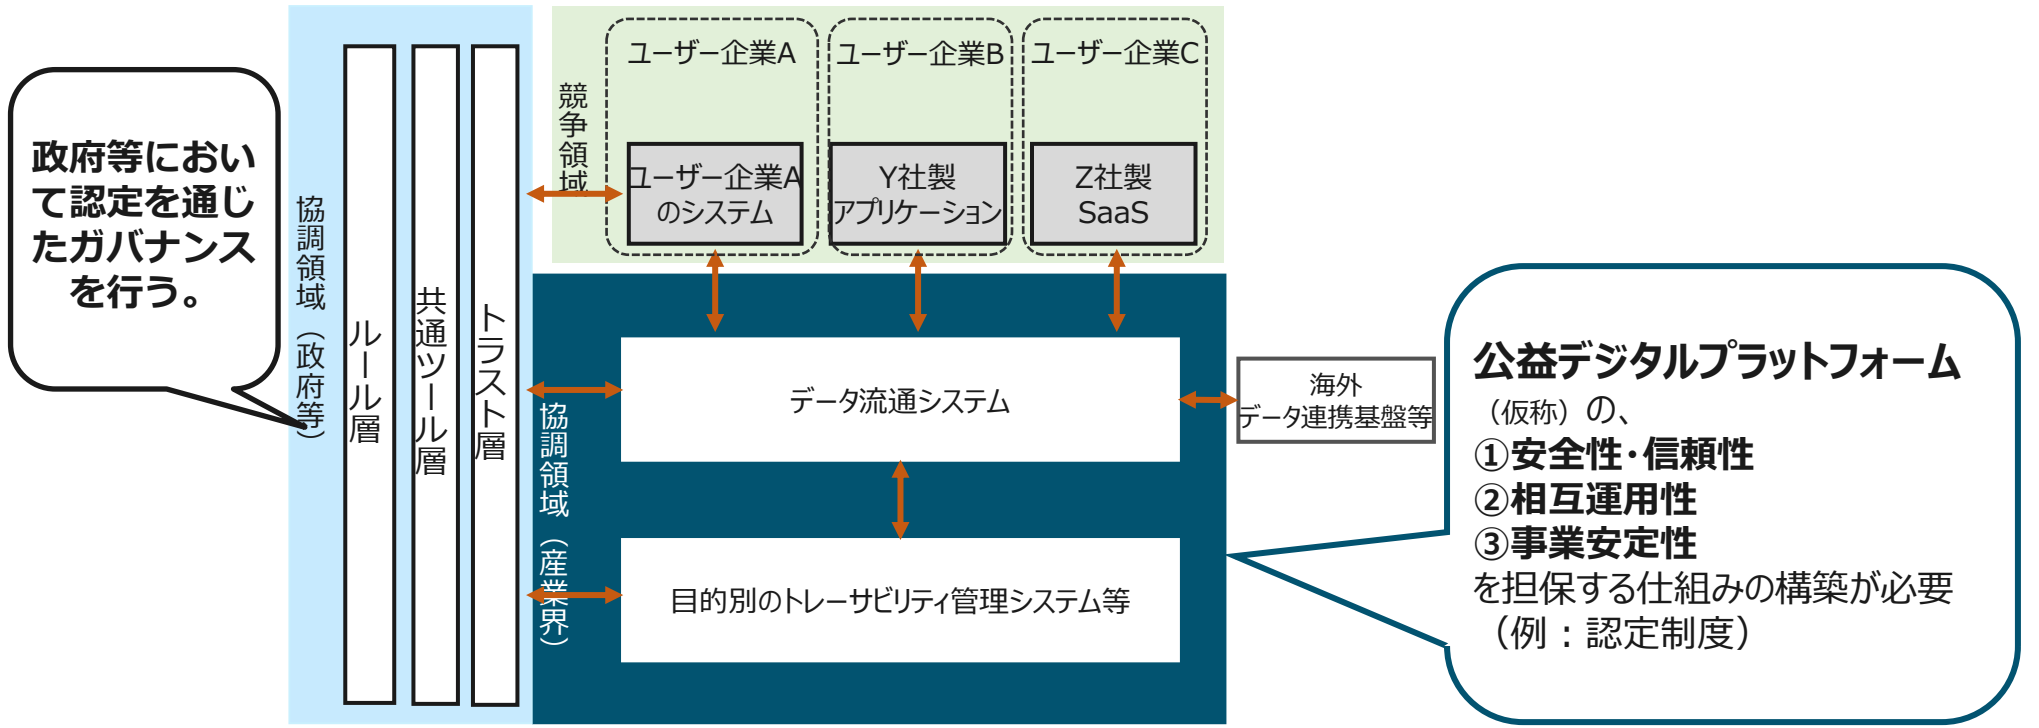 政府等におい
て認定を通じ
たガバナンス
を行う。
協調領域（政府等）
ルール層
共通ツール層
トラスト層
競争領域
ユーザー企業A
ユーザー企業B
ユーザー企業C
ユーザー企業A
のシステム
Y社製
アプリケーション
Z社製
SaaS
協調領域（産業界）
データ流通システム
目的別のトレーサビリティ管理システム等
海外
データ連携基盤等
公益デジタルプラットフォーム
（仮称）の、
①安全性・信頼性
②相互運用性
③事業安定性
を担保する仕組みの構築が必要
（例：認定制度）